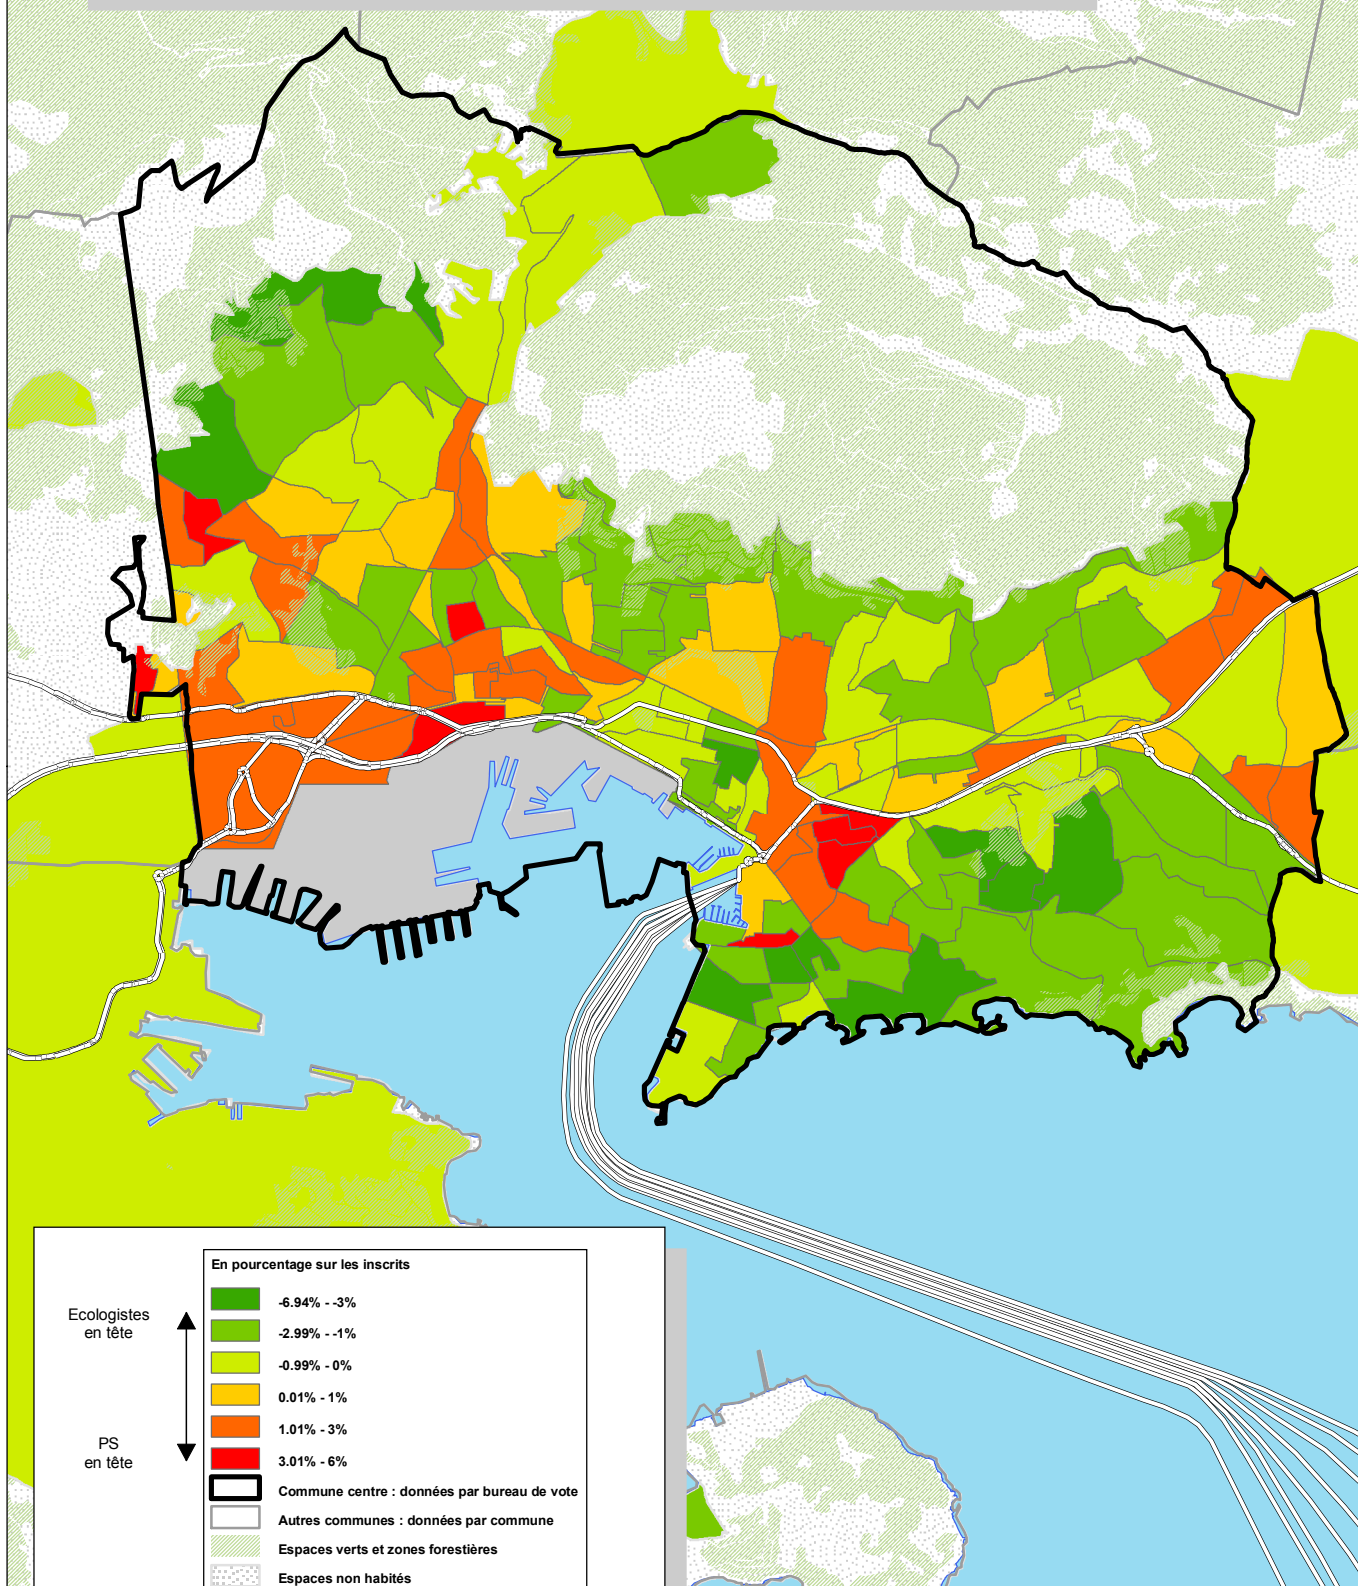 En pourcentage sur les inscrits
Ecologistes
en tête
PS
en tête
-6.94% - -3%
-2.99% - -1%
-0.99% - 0%
0.01% - 1%
1.01% - 3%
3.01% - 6%
Commune centre : données par bureau de vote
Autres communes : données par commune
Espaces verts et zones forestières
Espaces non habités